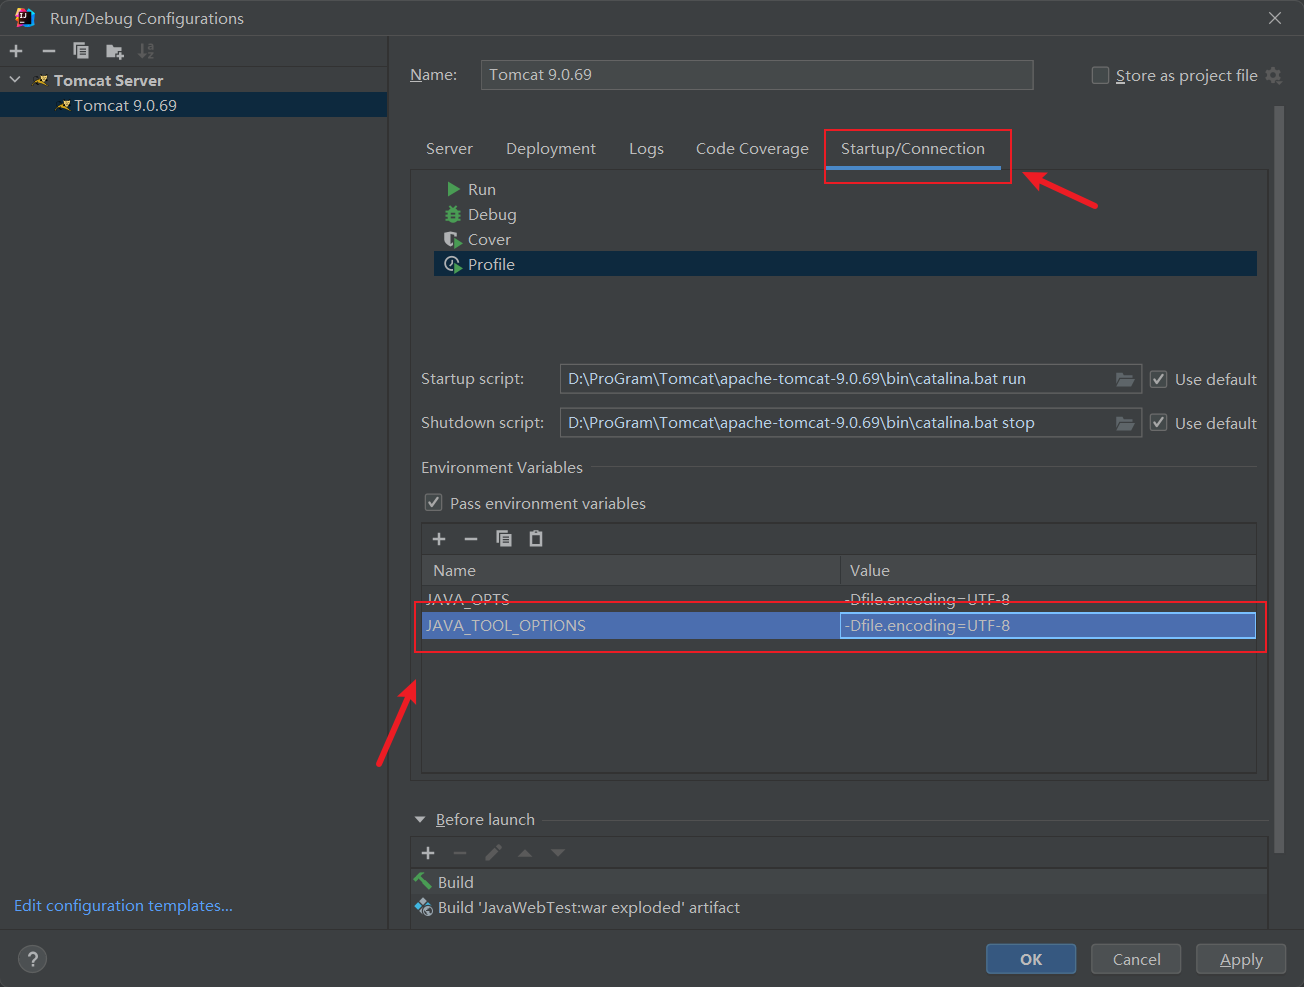 Run/Debug Configurations
Tomcat Server
Tomcat 9.0.69
Name: Tomcat 9.0.69 Store as project file
Server Deployment Logs Code Coverage Startup/Connection
Run
Debug
Cover
Profile
Startup script: D:\ProGram\Tomcat\apache-tomcat-9.0.69\bin\catalina.bat run Use default
Shutdown script: D:\ProGram\Tomcat\apache-tomcat-9.0.69\bin\catalina.bat stop Use default
Environment Variables
Pass environment variables
Name Value
JAVA_OPTS -Dfile.encoding=UTF-8
JAVA_TOOL_OPTIONS -Dfile.encoding=UTF-8
Before launch
Build
Build 'JavaWebTest:war exploded' artifact
Edit configuration templates...
? OK Cancel Apply